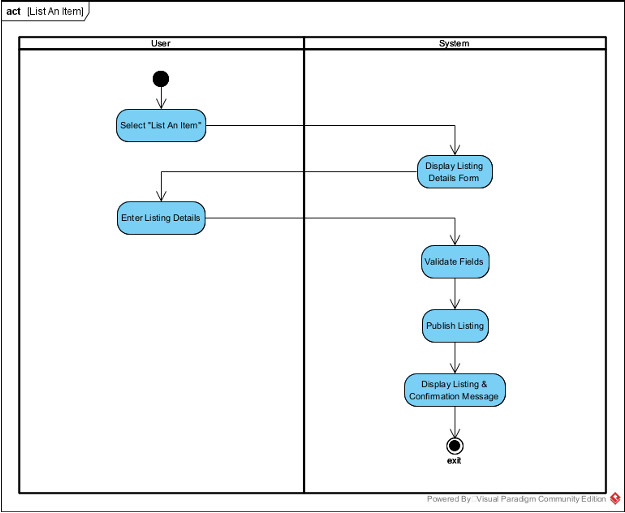 act [List An Item]
User
System
Select "List An Item"
Display Listing
Details Form
Enter Listing Details
Validate Fields
Publish Listing
Display Listing &
Confirmation Message
exit
Powered By Visual Paradigm Community Edition